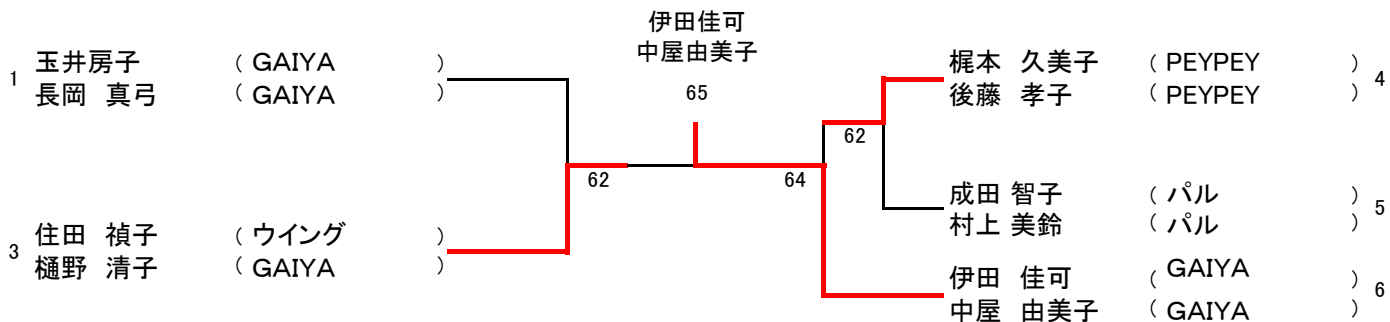 伊田佳可
中屋由美子
65
1 玉井房子 ( GAIYA )
長岡 真弓 ( GAIYA )
62
3 住田 禎子 ( ウイング )
樋野 清子 ( GAIYA )
梶本 久美子 ( PEYPEY ) 4
後藤 孝子 ( PEYPEY )
62
64
成田 智子 ( パル ) 5
村上 美鈴 ( パル )
伊田 佳可 ( GAIYA ) 6
中屋 由美子 ( GAIYA )